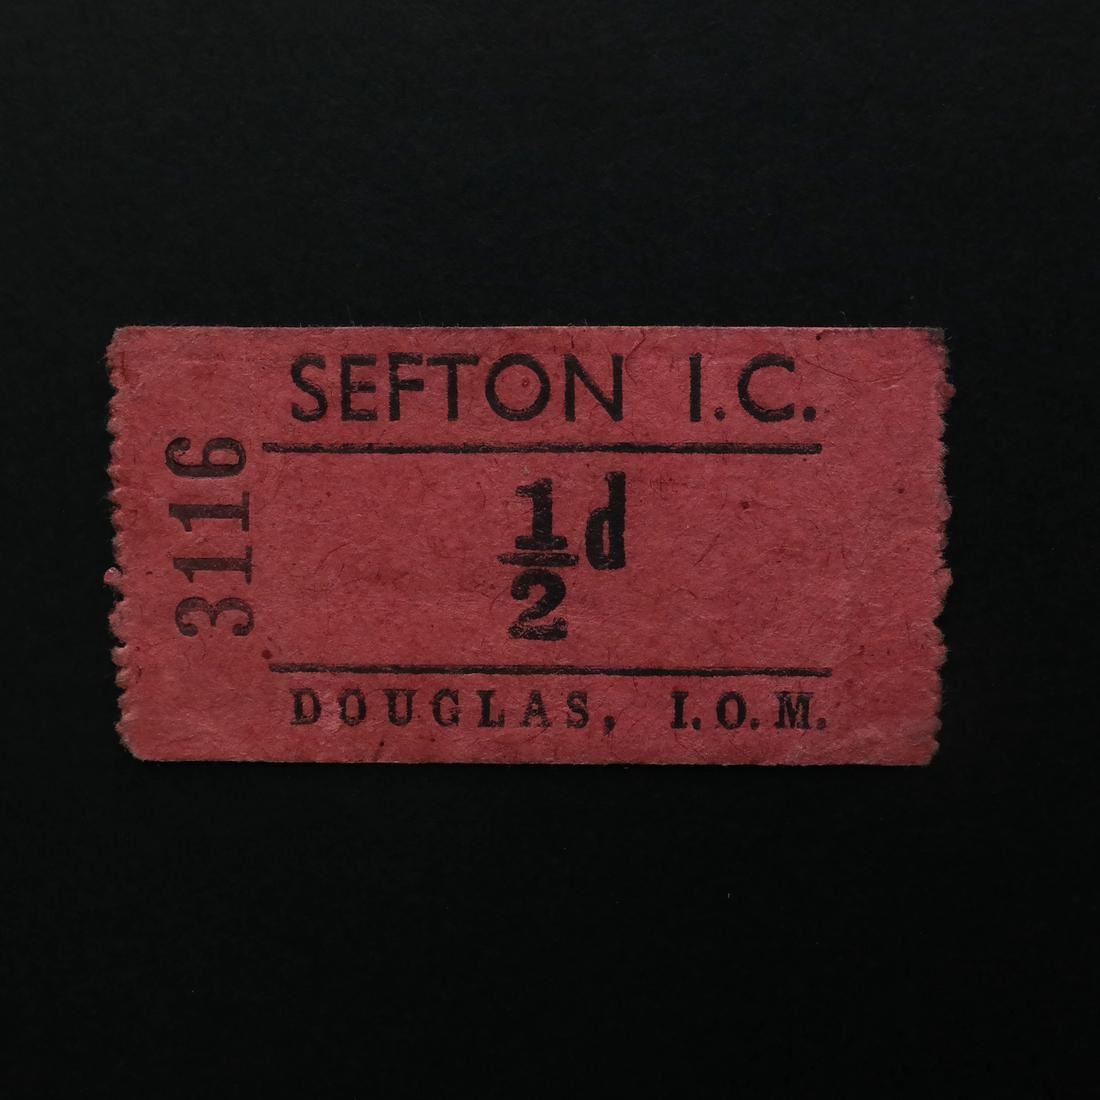 SEFTON I.C.
3116
½d
DOUGLAS, I.O.M.